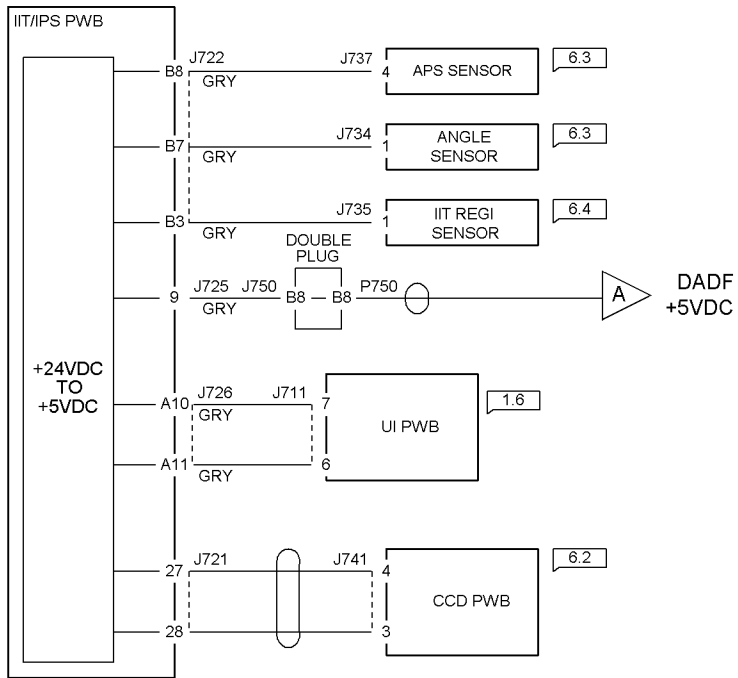 IIT/IPS PWB
B8 J722 J737 4 APS SENSOR 6.3
GRY
B7 J734 1 ANGLE SENSOR 6.3
GRY
B3 J735 1 IIT REGI SENSOR 6.4
GRY
DOUBLE PLUG
9 J725 J750 B8 B8 P750 A DADF +5VDC
GRY
+24VDC
TO
+5VDC
A10 J726 J711 7 UI PWB 1.6
GRY
A11 6
GRY
27 J721 J741 4 CCD PWB 6.2
28 3